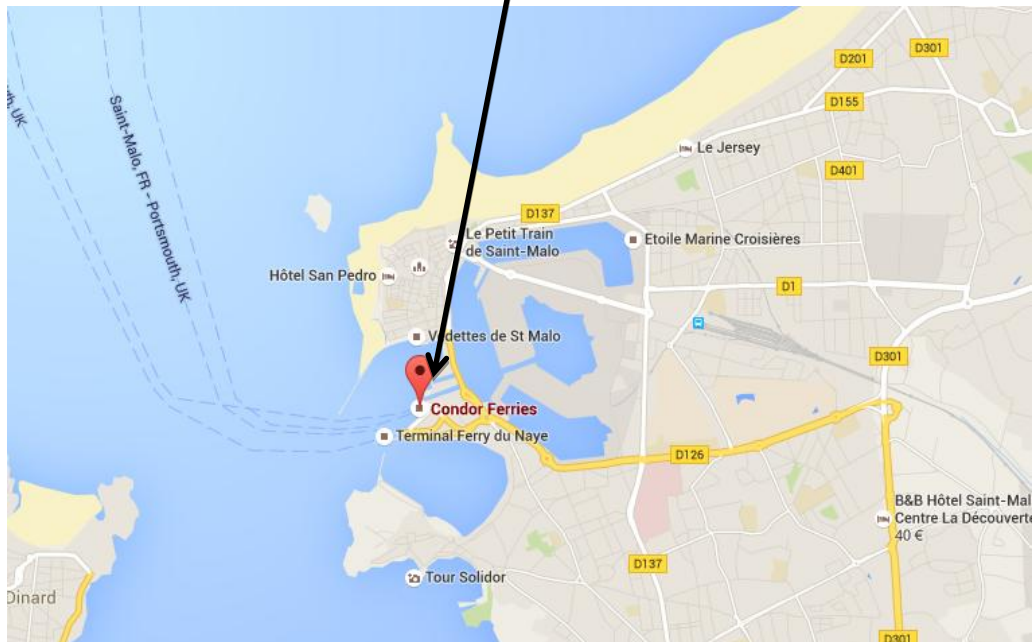 D301
D201
D155
Le Jersey
D401
D137
Le Petit Train
de Saint-Malo
Etoile Marine Croisières
Hôtel San Pedro
D1
Saint-Malo, FR - Portsmouth, UK
UK
Vedettes de St Malo
D301
Condor Ferries
Terminal Ferry du Naye
D126
B&B Hôtel Saint-Mal
Centre La Découverte
40 €
D137
Tour Solidor
Dinard
D301